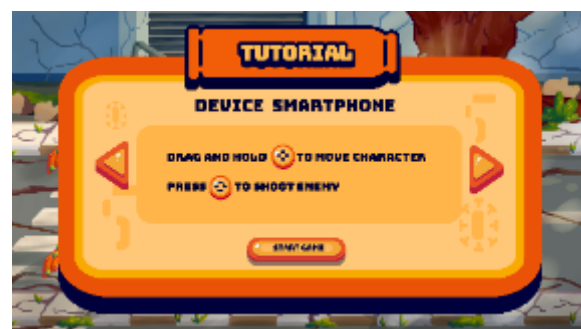 TUTORIAL
DEVICE SMARTPHONE
DRAG AND HOLD TO MOVE CHARACTER
PRESS TO SHOOT ENEMY
START GAME